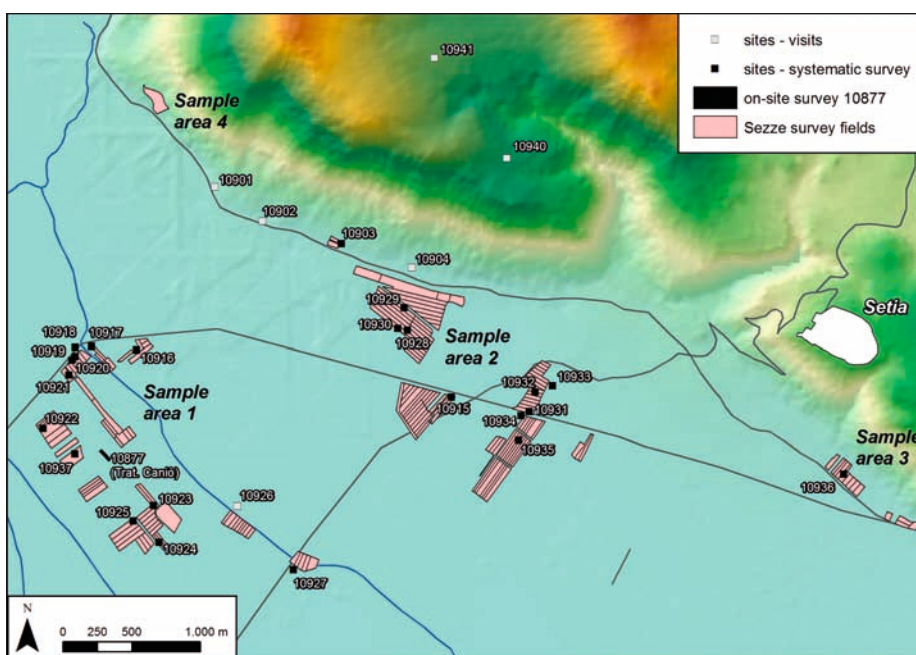 sites - visits
sites - systematic survey
on-site survey 10877
Sezze survey fields
10941
Sample
area 4
10940
10901
10902
10903
10904
10929
10930
10928
Setia
Sample
area 2
10918
10917
10919
10916
10920
10921
Sample
area 1
10933
10932
10915
10931
10934
10922
10935
10937
10877
(Trat. Canió)
Sample
area 3
10936
10923
10926
10925
10924
10927
N
0 250 500 1.000 m